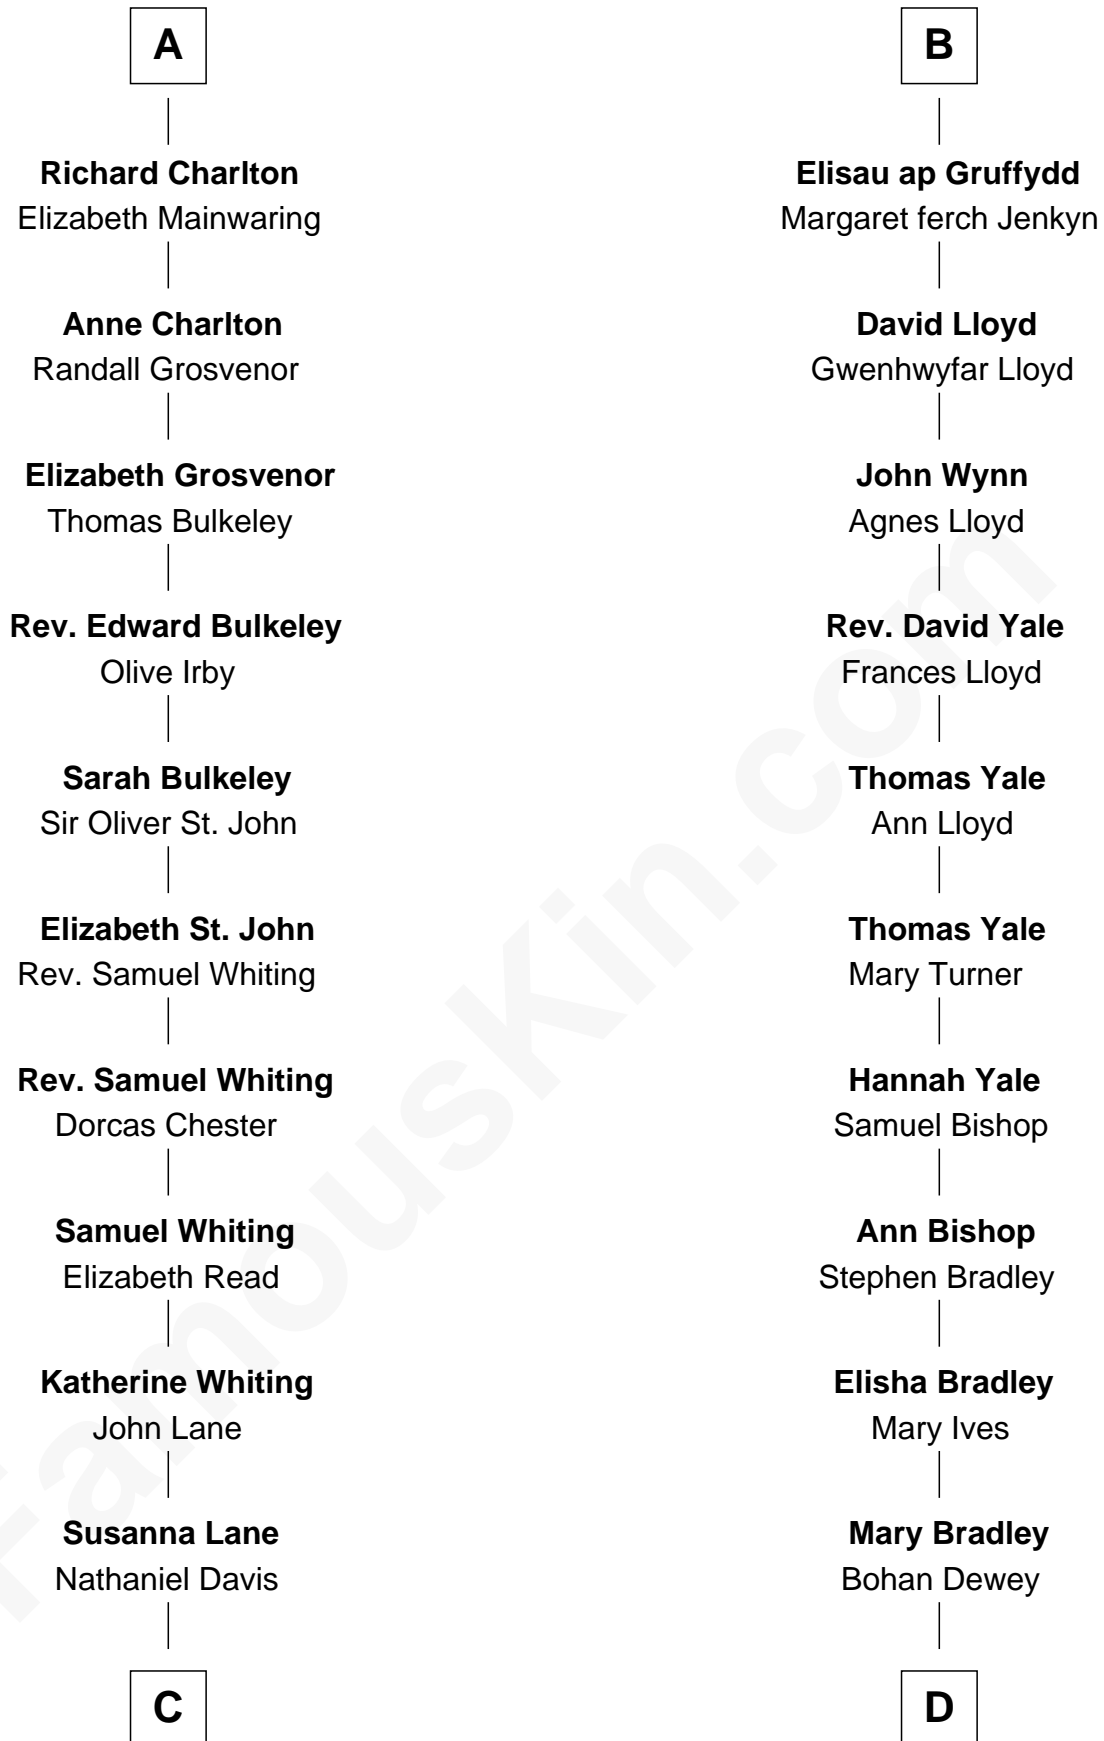 A
Richard Charlton
Elizabeth Mainwaring
Anne Charlton
Randall Grosvenor
Elizabeth Grosvenor
Thomas Bulkeley
Rev. Edward Bulkeley
Olive Irby
Sarah Bulkeley
Sir Oliver St. John
Elizabeth St. John
Rev. Samuel Whiting
Rev. Samuel Whiting
Dorcas Chester
Samuel Whiting
Elizabeth Read
Katherine Whiting
John Lane
Susanna Lane
Nathaniel Davis
C
B
Elisau ap Gruffydd
Margaret ferch Jenkyn
David Lloyd
Gwenhwyfar Lloyd
John Wynn
Agnes Lloyd
Rev. David Yale
Frances Lloyd
Thomas Yale
Ann Lloyd
Thomas Yale
Mary Turner
Hannah Yale
Samuel Bishop
Ann Bishop
Stephen Bradley
Elisha Bradley
Mary Ives
Mary Bradley
Bohan Dewey
D
FamousKin.com